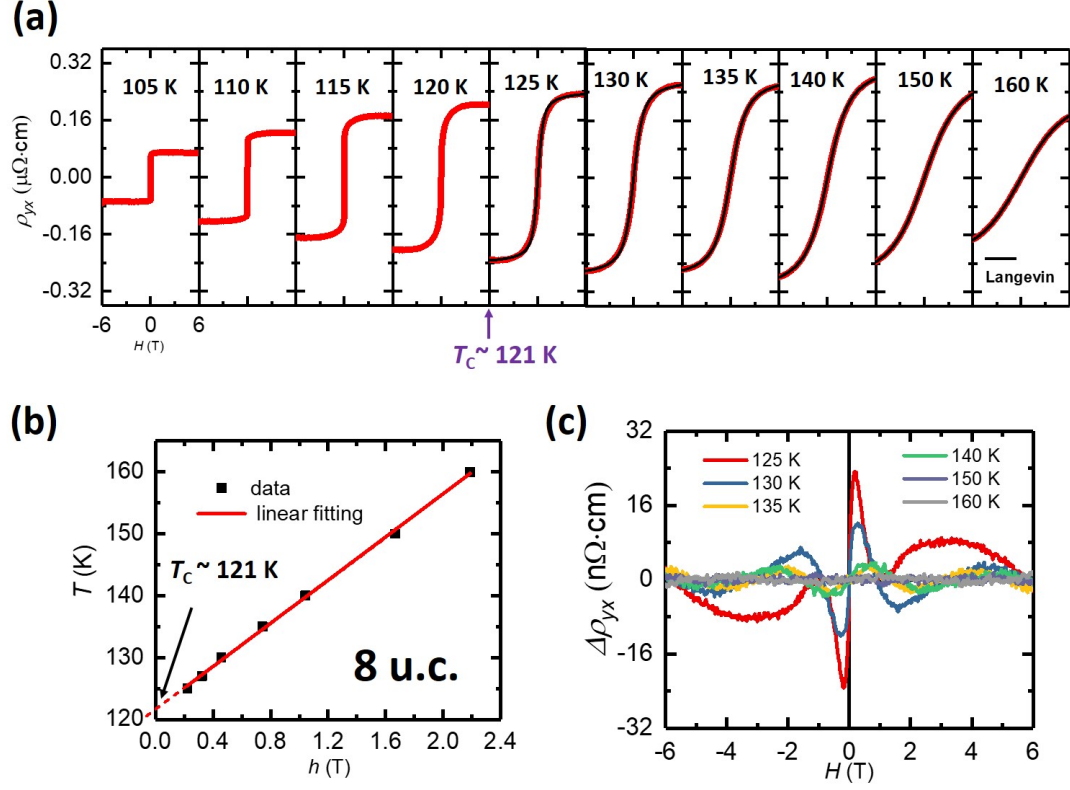 (a)
105 K 110 K 115 K 120 K 125 K 130 K 135 K 140 K 150 K 160 K
0.32
0.16
0.00
-0.16
-0.32
ρyx (μΩ·cm)
Langevin
-6 0 6
H (T)
TC~ 121 K
(b)
160
150
140
130
120
T (K)
data
linear fitting
TC ~ 121 K
8 u.c.
0.0 0.4 0.8 1.2 1.6 2.0 2.4
h (T)
(c)
32
16
0
-16
-32
Δρyx (nΩ·cm)
125 K
130 K
135 K
140 K
150 K
160 K
-6 -4 -2 0 2 4 6
H (T)